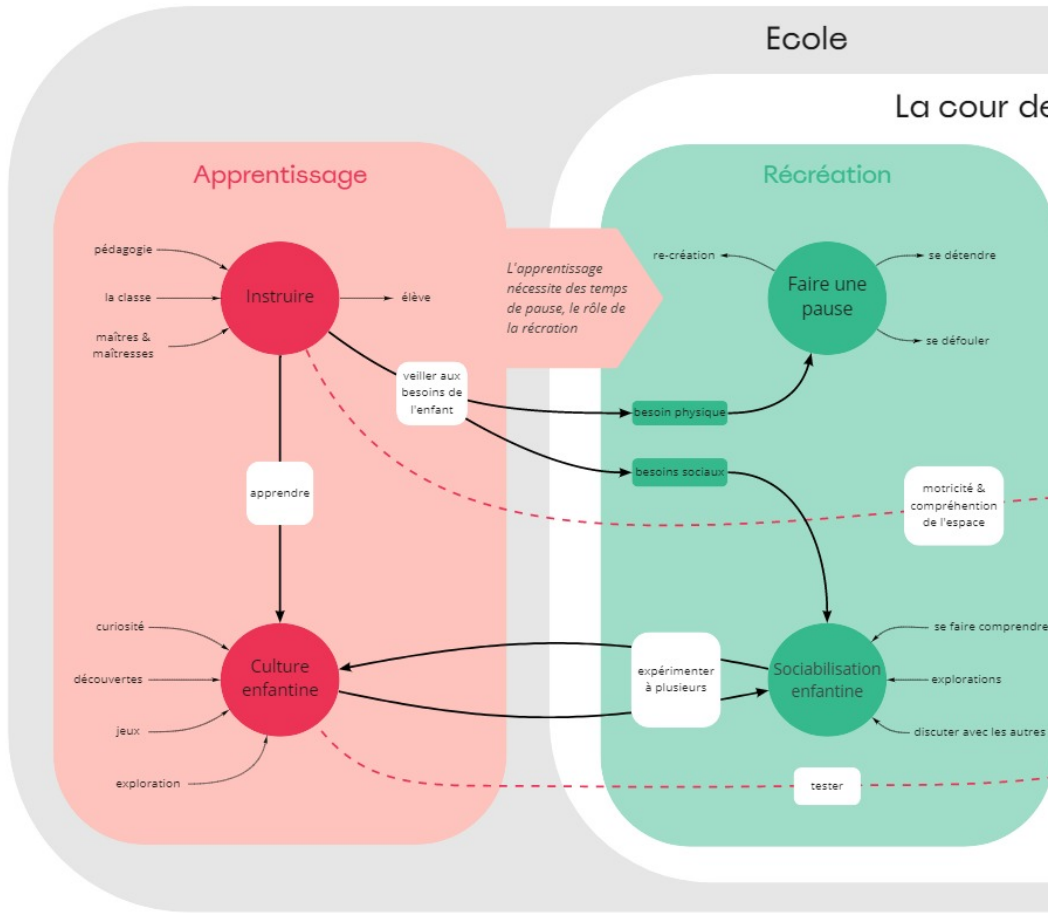 Ecole
La cour de
Apprentissage
Récréation
pédagogie
la classe
maîtres &
maîtresses
Instruire
élève
L'apprentissage
nécessite des temps
de pause, le rôle de
la récration
re-création
Faire une
pause
se détendre
se défouler
veiller aux
besoins de
l'enfant
besoin physique
besoins sociaux
apprendre
motricité &
compréhention
de l'espace
curiosité
découvertes
jeux
exploration
Culture
enfantine
expérimenter
à plusieurs
Sociabilisation
enfantine
se faire comprendre
explorations
discuter avec les autres
tester